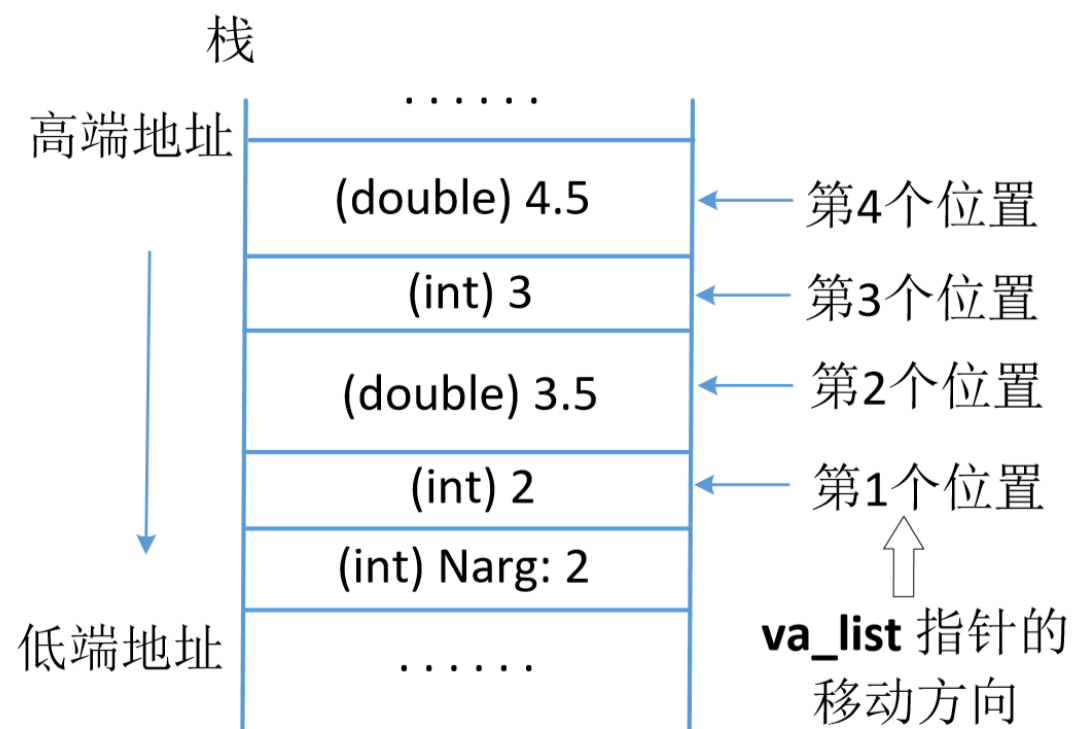 栈
......
高端地址
(double) 4.5
第4个位置
(int) 3
第3个位置
(double) 3.5
第2个位置
(int) 2
第1个位置
(int) Narg: 2
低端地址
......
va_list 指针的
移动方向